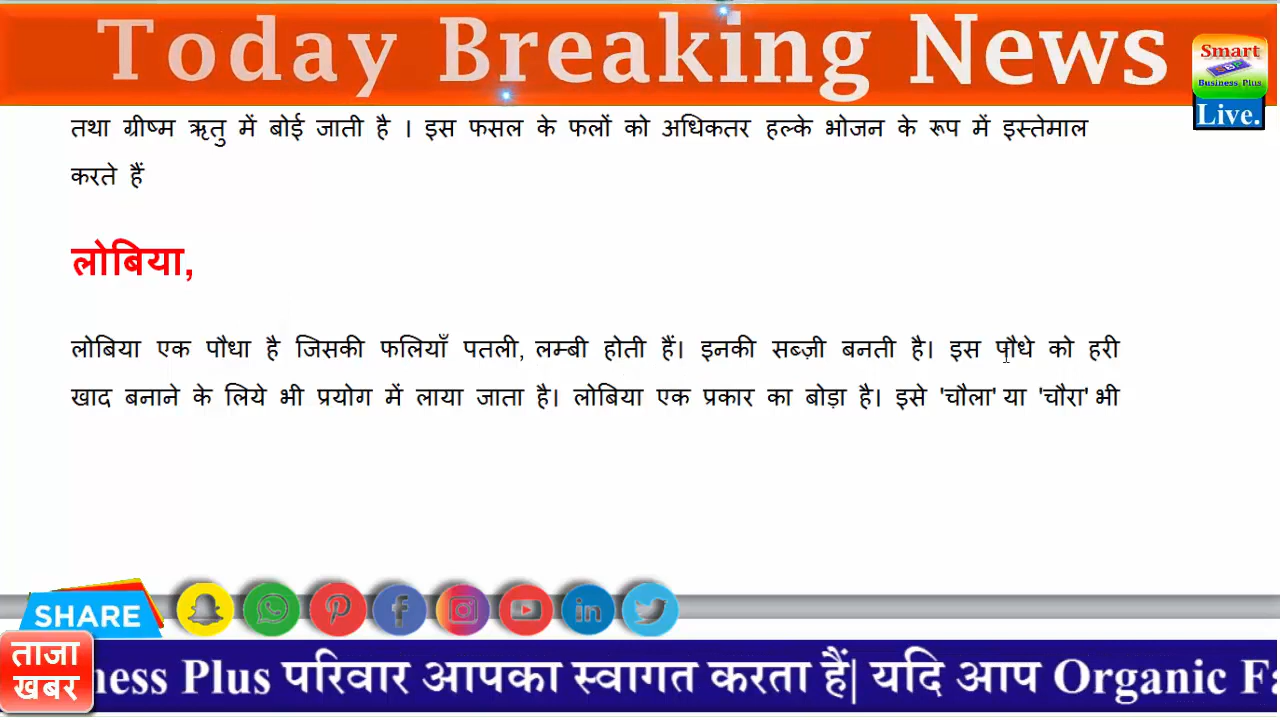 Today Breaking News
Smart
SBP
Business Plus
Live.
तथा ग्रीष्म ऋतु में बोई जाती है । इस फसल के फलों को अधिकतर हल्के भोजन के रूप में इस्तेमाल
करते हैं
लोबिया,
लोबिया एक पौधा है जिसकी फलियाँ पतली, लम्बी होती हैं। इनकी सब्ज़ी बनती है। इस पौधे को हरी
खाद बनाने के लिये भी प्रयोग में लाया जाता है। लोबिया एक प्रकार का बोड़ा है। इसे 'चौला' या 'चौरा' भी
SHARE
ताजा
खबर
ness Plus परिवार आपका स्वागत करता हैं| यदि आप Organic Fa